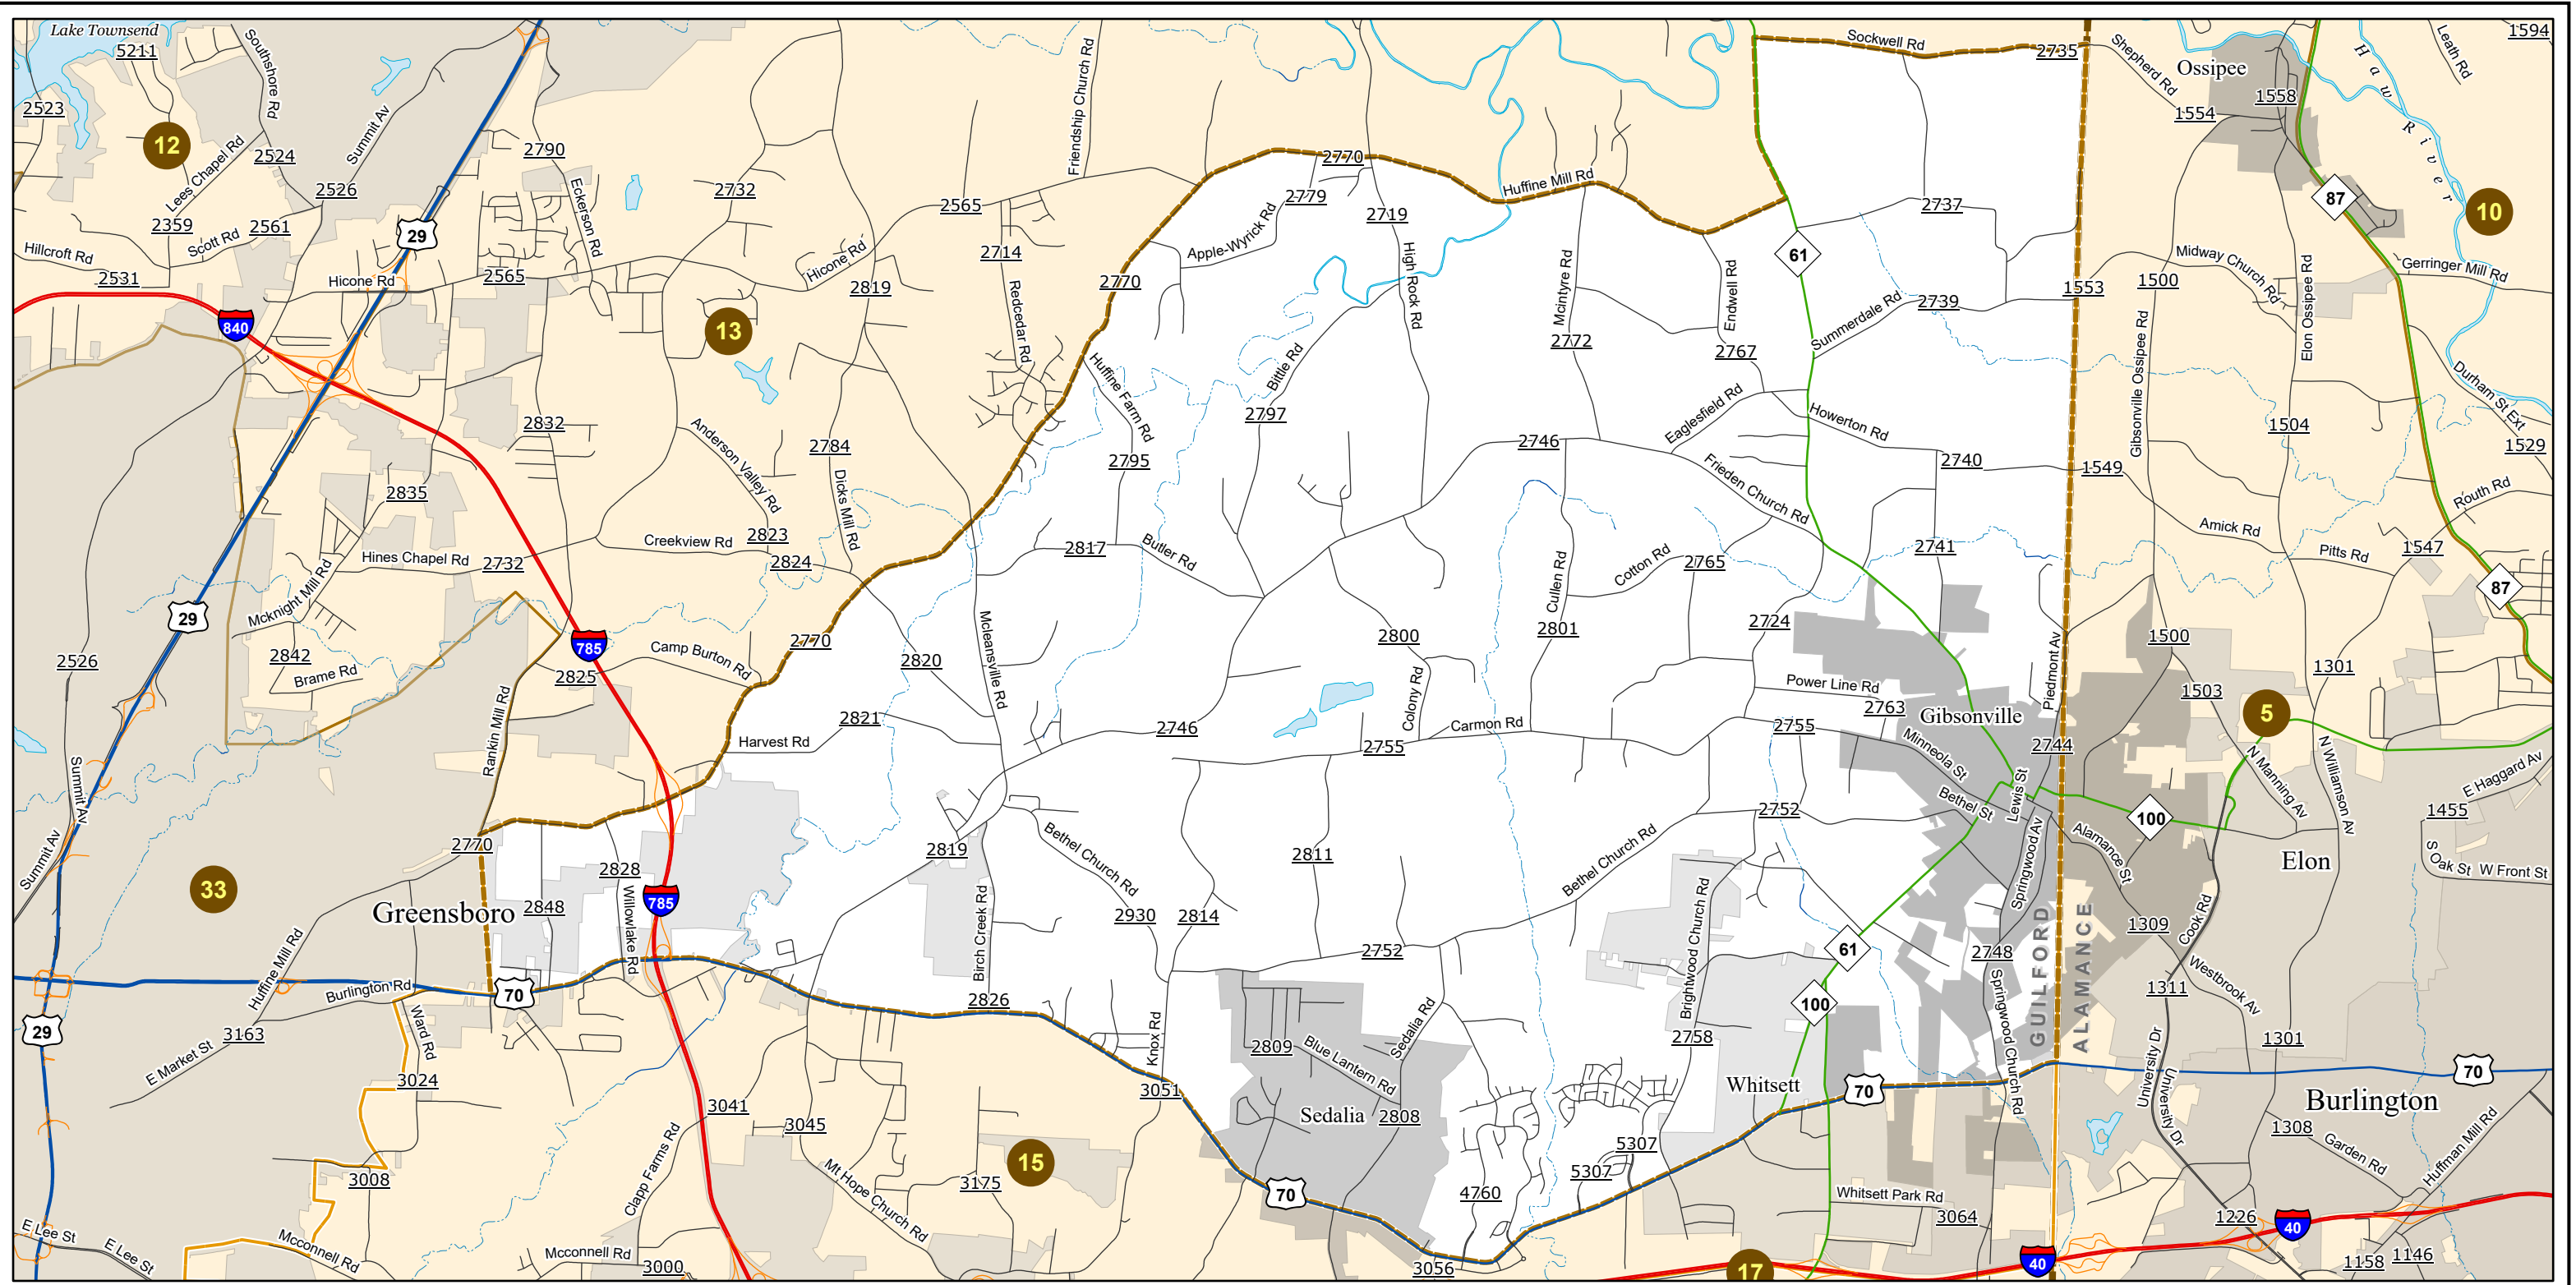 Lake Townsend
5211
Southshore Rd
Summit Av
2523
12
2524
Lees Chapel Rd
2526
2359
2561
Scott Rd
Hillcroft Rd
2531
29
Hicone Rd
2565
840
2790
Eckerson Rd
2732
Friendship Church Rd
2565
2714
Redcedar Rd
Hicone Rd
2819
13
2770
2779
Apple-Wyrick Rd
2719
High Rock Rd
2770
Huffine Mill Rd
Sockwell Rd
2735
Shepherd Rd
Ossipee
1558
1554
Haw River
Leath Rd
1594
87
10
2737
61
Mcintyre Rd
2772
Endwell Rd
2767
Summerdale Rd
2739
1553
1500
Midway Church Rd
Gibsonville Ossipee Rd
Elon Ossipee Rd
Gerringer Mill Rd
Durham St Ext
1529
1504
Huffine Farm Rd
2795
Bittle Rd
2797
Eaglesfield Rd
Howerton Rd
2746
Frieden Church Rd
2740
1549
Routh Rd
Amick Rd
Pitts Rd
1547
87
2832
Anderson Valley Rd
2784
Dicks Mill Rd
2835
2823
Creekview Rd
2824
Hines Chapel Rd
2732
Mcknight Mill Rd
29
2842
Brame Rd
2526
785
2825
Camp Burton Rd
2770
2820
Mcleansville Rd
2817
Butler Rd
2800
Colony Rd
Cullen Rd
2801
Cotton Rd
2765
2741
2724
Power Line Rd
2763
Piedmont Av
1500
1503
1301
5
Gibsonville
Rankin Mill Rd
Harvest Rd
2821
2746
2755
Carmon Rd
2755
Minneola St
2744
N Manning Av
N Williamson Av
E Haggard Av
Summit Av
Summit Av
2770
2828
2848
Willowlake Rd
785
2819
Bethel Church Rd
2930
2814
2811
Bethel Church Rd
2752
Bethel St
Lewis St
Springwood Av
Alamance St
100
1455
Elon
S Oak St
W Front St
33
Greensboro
Huffine Mill Rd
Burlington Rd
70
Birch Creek Rd
2826
2752
Brightwood Church Rd
61
100
2748
Springwood Church Rd
GUILFORD
ALAMANCE
1309
Cook Rd
Westbrook Av
1311
1301
29
3163
E Market St
Ward Rd
3024
3041
3045
Knox Rd
3051
2809
Blue Lantern Rd
Sedalia Rd
2808
Sedalia
2758
Whitsett
70
University Dr
University Dr
70
Burlington
1308
Garden Rd
Huffman Mill Rd
3008
Clapp Farms Rd
Mt Hope Church Rd
15
3175
70
4760
5307
5307
Whitsett Park Rd
3064
1226
40
E Lee St
E Lee St
Mcconnell Rd
Mcconnell Rd
3000
3056
17
40
1158
1146